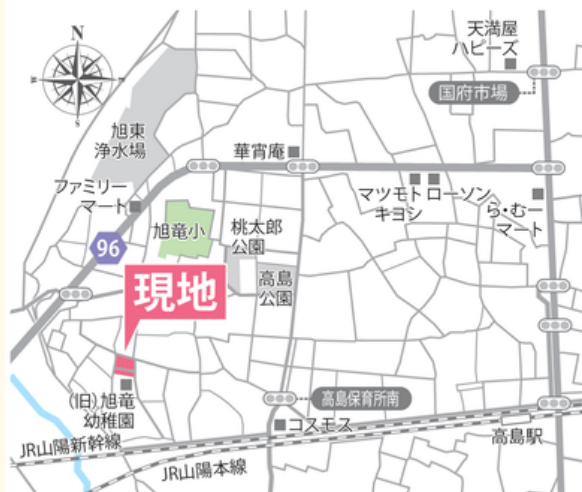 N
天満屋
ハピーズ
国府市場
旭東
浄水場
華宵庵
ファミリー
マート
マツモト
キヨシ
ローソン
ら・むー
マート
旭竜小
桃太郎
公園
高島
公園
96
現地
(旧)旭竜
幼稚園
高島保育所南
コスモス
高島駅
JR山陽新幹線
JR山陽本線